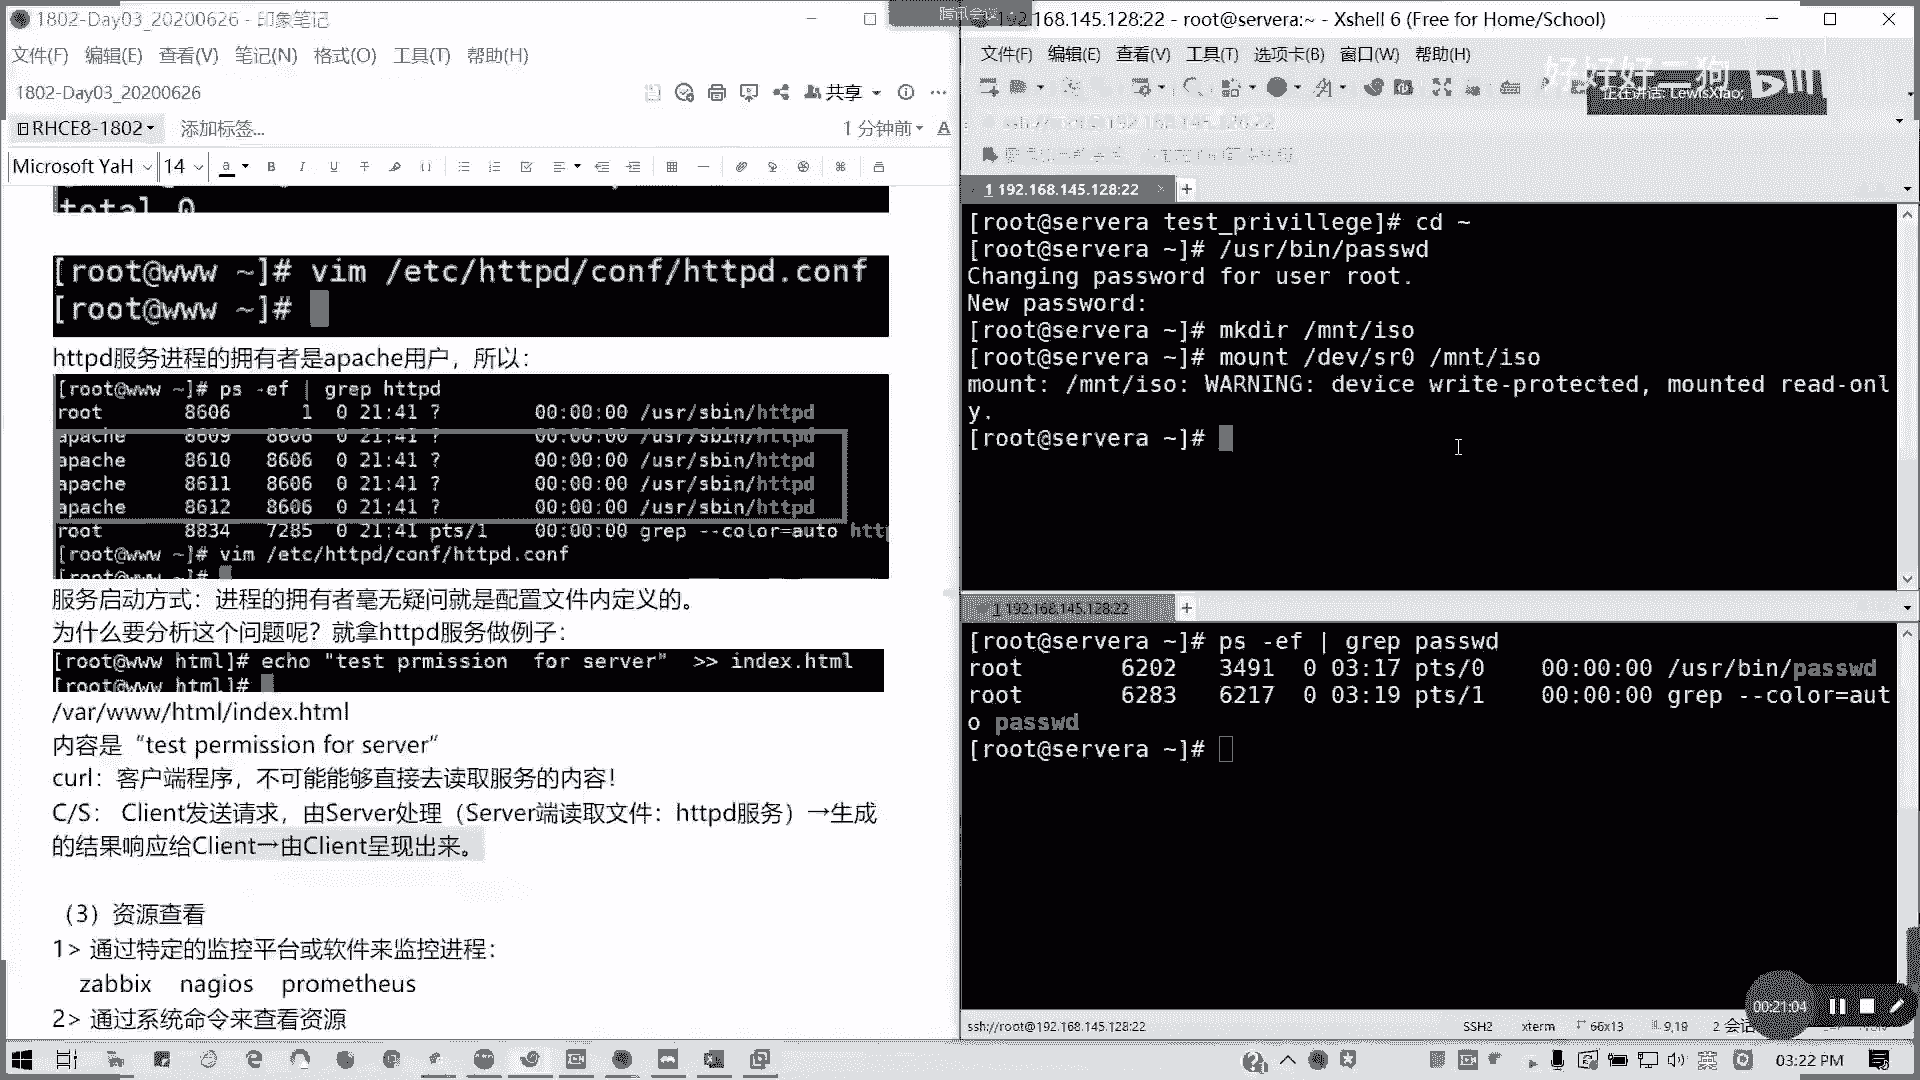 1802-Day03_20200626 - 印象笔记
文件(F) 编辑(E) 查看(V) 笔记(N) 格式(O) 工具(T) 帮助(H)
1802-Day03_20200626
共享
RHCE8-1802
添加标签...
1 分钟前
Microsoft YaH
14
total 0
[root@www ~]# vim /etc/httpd/conf/httpd.conf
[root@www ~]#
httpd服务进程的拥有者是apache用户，所以：
[root@www ~]# ps -ef | grep httpd
root 8606 1 0 21:41 ? 00:00:00 /usr/sbin/httpd
apache 8609 8606 0 21:41 ? 00:00:00 /usr/sbin/httpd
apache 8610 8606 0 21:41 ? 00:00:00 /usr/sbin/httpd
apache 8611 8606 0 21:41 ? 00:00:00 /usr/sbin/httpd
apache 8612 8606 0 21:41 ? 00:00:00 /usr/sbin/httpd
root 8834 7285 0 21:41 pts/1 00:00:00 grep --color=auto http
[root@www ~]# vim /etc/httpd/conf/httpd.conf
[root@www ~]#
服务启动方式：进程的拥有者毫无疑问就是配置文件内定义的。
为什么要分析这个问题呢？就拿httpd服务做例子：
[root@www html]# echo "test prmission for server" >> index.html
[root@www html]#
/var/www/html/index.html
内容是“test permission for server”
curl：客户端程序，不可能能够直接去读取服务的内容！
C/S： Client发送请求，由Server处理（Server端读取文件：httpd服务）→生成
的结果响应给Client→由Client呈现出来。
（3）资源查看
1> 通过特定的监控平台或软件来监控进程：
zabbix nagios prometheus
2> 通过系统命令来查看资源
腾讯会议
192.168.145.128:22 - root@servera:~ - Xshell 6 (Free for Home/School)
文件(F) 编辑(E) 查看(V) 工具(T) 选项卡(B) 窗口(W) 帮助(H)
好好好二狗
正在讲话: LewisXiao;
ssh://root@192.168.145.128:22
1 192.168.145.128:22
[root@servera test_privillege]# cd ~
[root@servera ~]# /usr/bin/passwd
Changing password for user root.
New password:
[root@servera ~]# mkdir /mnt/iso
[root@servera ~]# mount /dev/sr0 /mnt/iso
mount: /mnt/iso: WARNING: device write-protected, mounted read-onl
y.
[root@servera ~]#
1 192.168.145.128:22
[root@servera ~]# ps -ef | grep passwd
root 6202 3491 0 03:17 pts/0 00:00:00 /usr/bin/passwd
root 6283 6217 0 03:19 pts/1 00:00:00 grep --color=aut
o passwd
[root@servera ~]#
00:21:04
ssh://root@192.168.145.128:22
SSH2
xterm
66x13
9,19
2 会话
英
03:22 PM